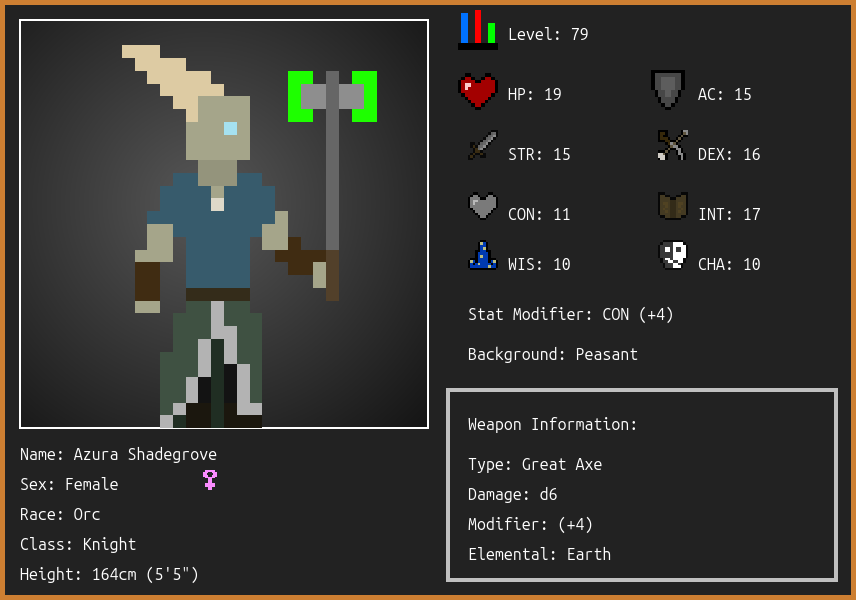 Level: 79
HP: 19
AC: 15
STR: 15
DEX: 16
CON: 11
INT: 17
WIS: 10
CHA: 10
Stat Modifier: CON (+4)
Background: Peasant
Weapon Information:
Type: Great Axe
Damage: d6
Modifier: (+4)
Elemental: Earth
Name: Azura Shadegrove
Sex: Female
Race: Orc
Class: Knight
Height: 164cm (5'5")